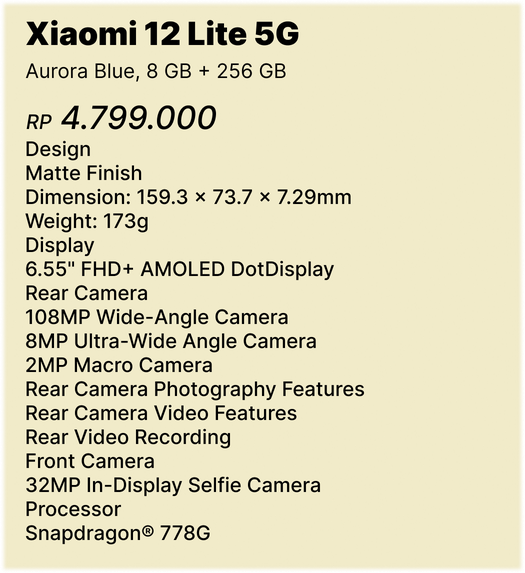 Xiaomi 12 Lite 5G
Aurora Blue, 8 GB + 256 GB
RP 4.799.000
Design
Matte Finish
Dimension: 159.3 × 73.7 × 7.29mm
Weight: 173g
Display
6.55" FHD+ AMOLED DotDisplay
Rear Camera
108MP Wide-Angle Camera
8MP Ultra-Wide Angle Camera
2MP Macro Camera
Rear Camera Photography Features
Rear Camera Video Features
Rear Video Recording
Front Camera
32MP In-Display Selfie Camera
Processor
Snapdragon® 778G